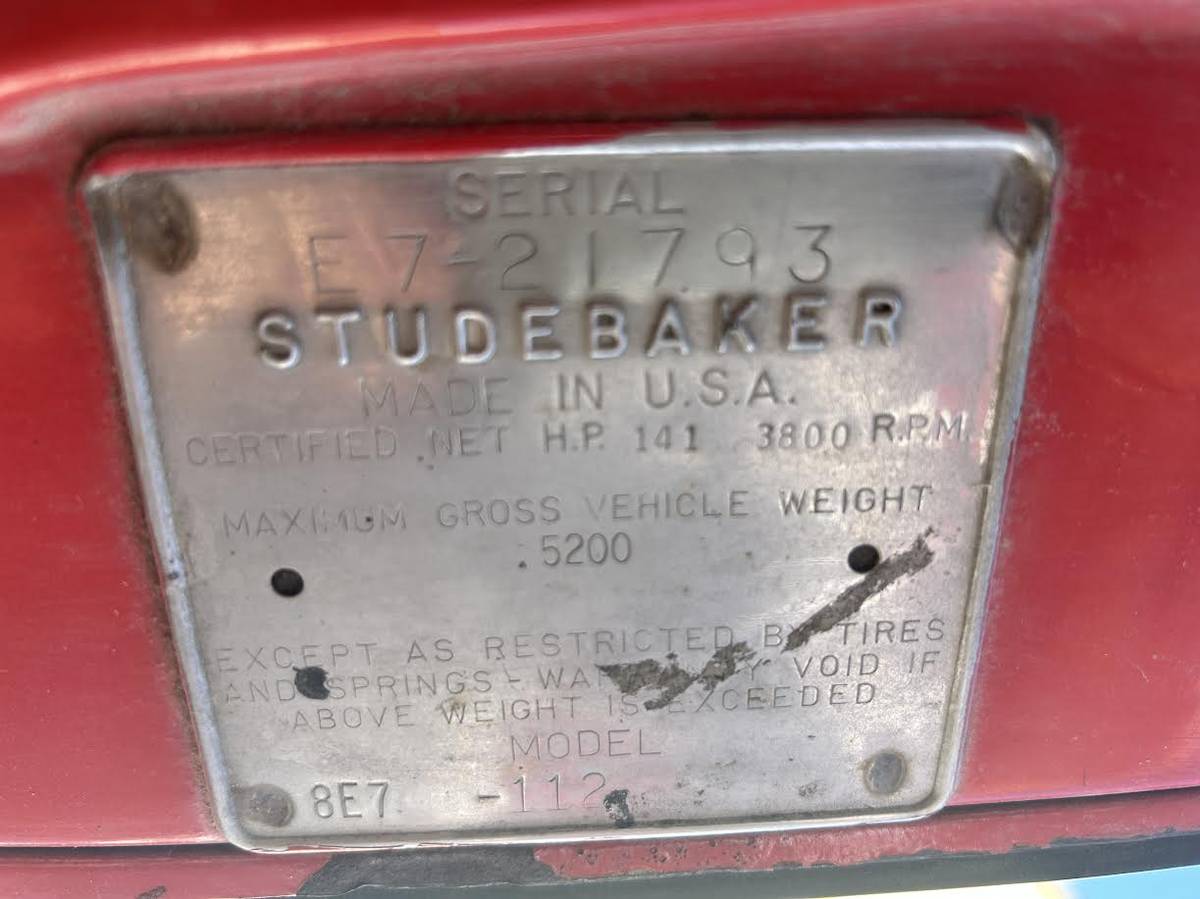 SERIAL
E7-21793
STUDEBAKER
MADE IN U.S.A.
CERTIFIED NET H.P. 141 3800 R.P.M.
MAXIMUM GROSS VEHICLE WEIGHT
5200
EXCEPT AS RESTRICTED BY TIRES
AND SPRINGS - WARRANTY VOID IF
ABOVE WEIGHT IS EXCEEDED
MODEL
8E7 -112